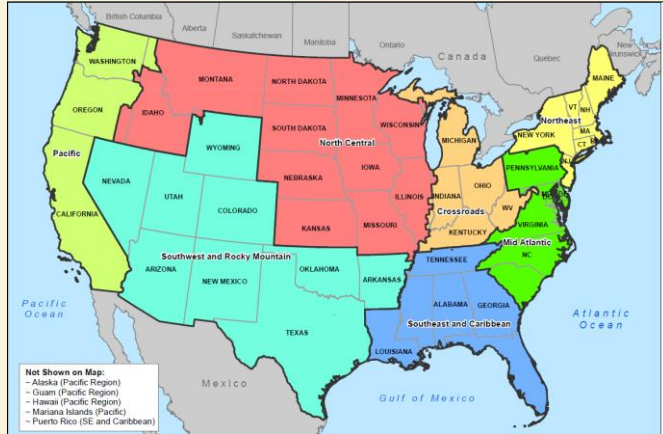 British Columbia
Alberta
Saskatchewan
Manitoba
Ontario
Quebec
New
Brunswick
Canada
WASHINGTON
MONTANA
NORTH DAKOTA
MINNESOTA
MAINE
OREGON
IDAHO
SOUTH DAKOTA
WISCONSIN
MICHIGAN
VT
NH
Northeast
NEW YORK
MA
CT
WYOMING
North Central
Pacific
IOWA
PENNSYLVANIA
NJ
NEVADA
NEBRASKA
ILLINOIS
INDIANA
OHIO
UTAH
COLORADO
Crossroads
WV
VIRGINIA
CALIFORNIA
KANSAS
MISSOURI
KENTUCKY
Mid Atlantic
Southwest and Rocky Mountain
TENNESSEE
NC
ARIZONA
NEW MEXICO
OKLAHOMA
ARKANSAS
ALABAMA
GEORGIA
Southeast and Caribbean
TEXAS
LOUISIANA
Pacific
Ocean
Atlantic
Ocean
Mexico
Gulf of Mexico
Not Shown on Map:
~ Alaska (Pacific Region)
~ Guam (Pacific Region)
~ Hawaii (Pacific Region)
~ Mariana Islands (Pacific)
~ Puerto Rico (SE and Caribbean)